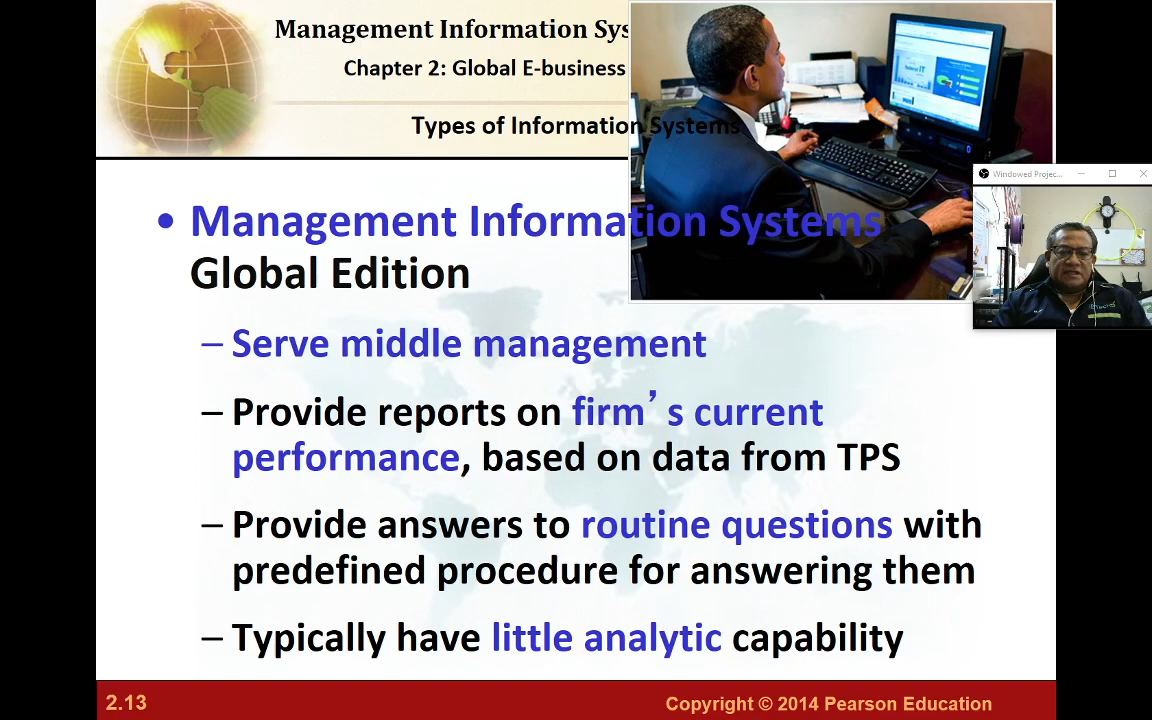 Management Information Sys
Chapter 2: Global E-business
Types of Information Systems
Windowed Projec...
• Management Information Systems
Global Edition
– Serve middle management
– Provide reports on firm’s current
performance, based on data from TPS
– Provide answers to routine questions with
predefined procedure for answering them
– Typically have little analytic capability
2.13
Copyright © 2014 Pearson Education